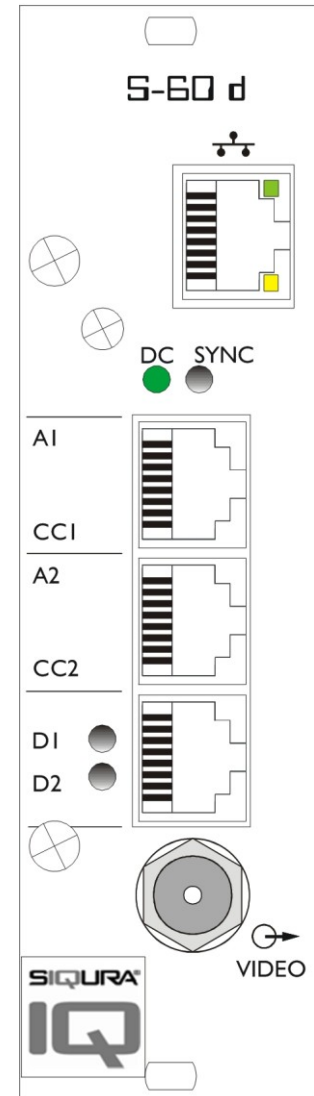 S-60 d
DC SYNC
A1
CC1
A2
CC2
D1
D2
VIDEO
SIQURA®
IQ